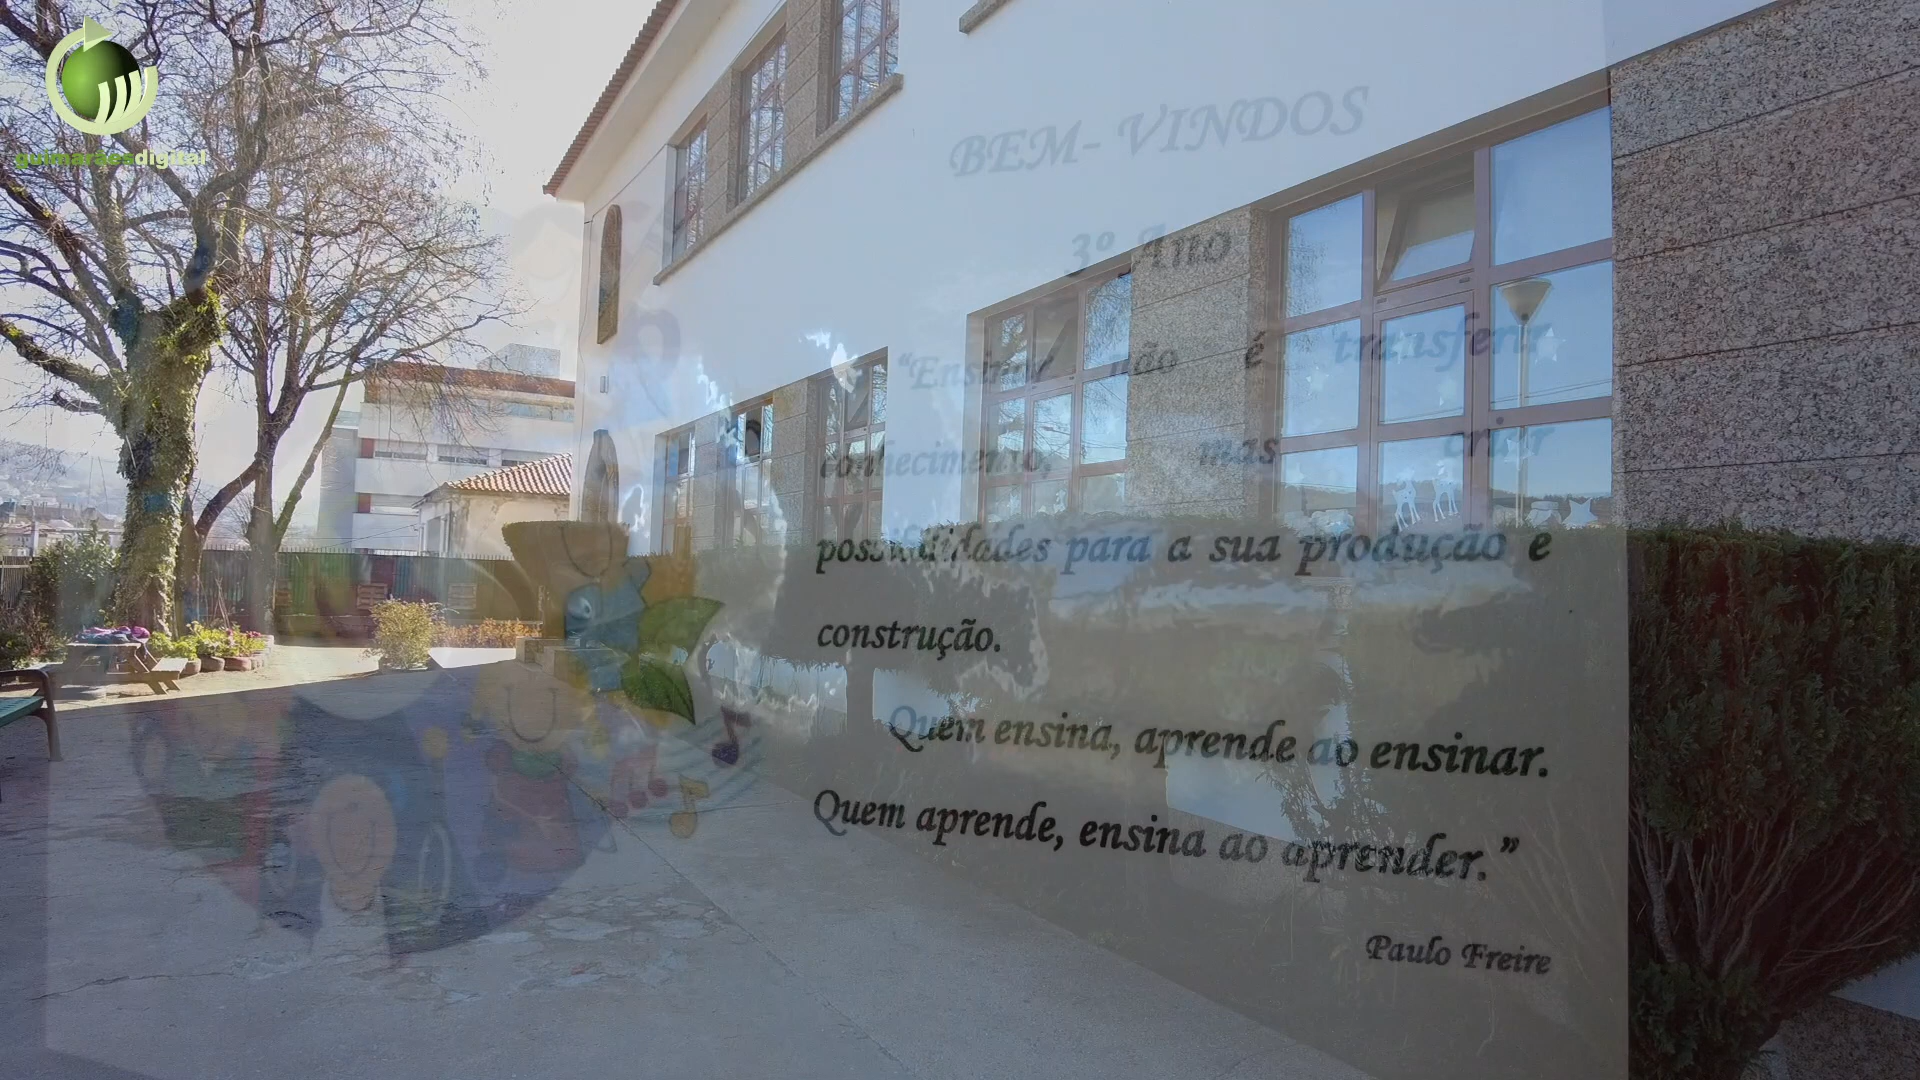 guimarãesdigital
BEM- VINDOS
3º Ano
“Ensinar não é transferir
conhecimento, mas criar
possibilidades para a sua produção e
construção.
Quem ensina, aprende ao ensinar.
Quem aprende, ensina ao aprender.”
Paulo Freire